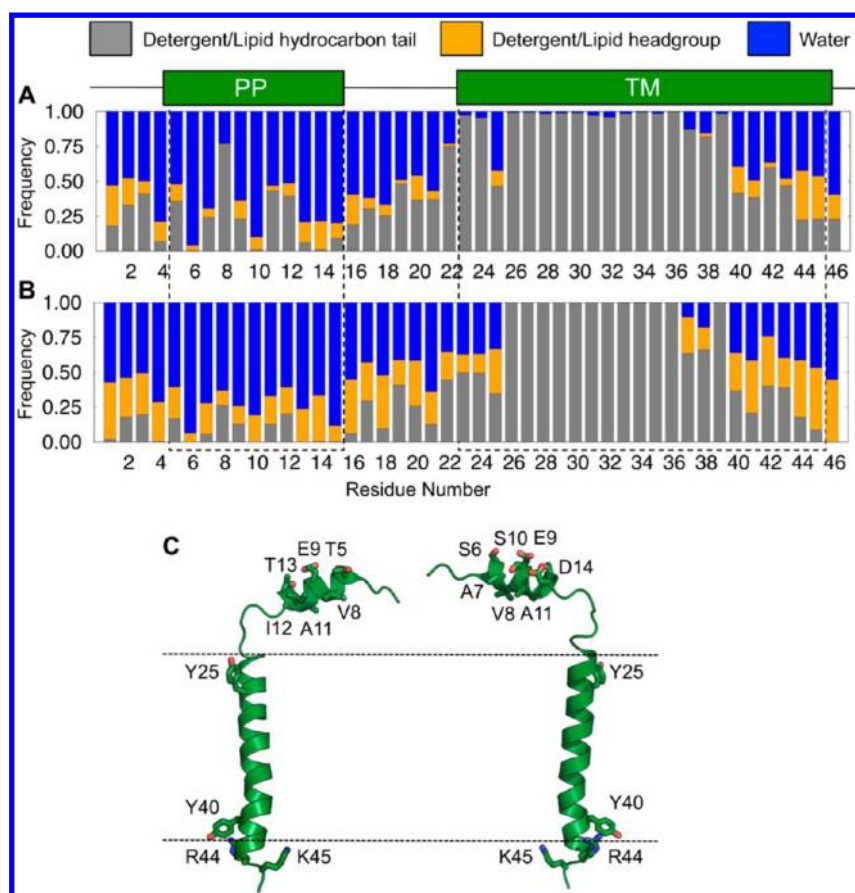 Detergent/Lipid hydrocarbon tail Detergent/Lipid headgroup Water
PP TM
A
1.00
0.75
0.50
0.25
0.00
Frequency
2 4 6 8 10 12 14 16 18 20 22 24 26 28 30 32 34 36 38 40 42 44 46
B
1.00
0.75
0.50
0.25
0.00
Frequency
2 4 6 8 10 12 14 16 18 20 22 24 26 28 30 32 34 36 38 40 42 44 46
Residue Number
C
E9 T5
T13
V8
I12 A11
S10 E9
S6
D14
A7
V8 A11
Y25 Y25
Y40 Y40
R44 K45 K45 R44